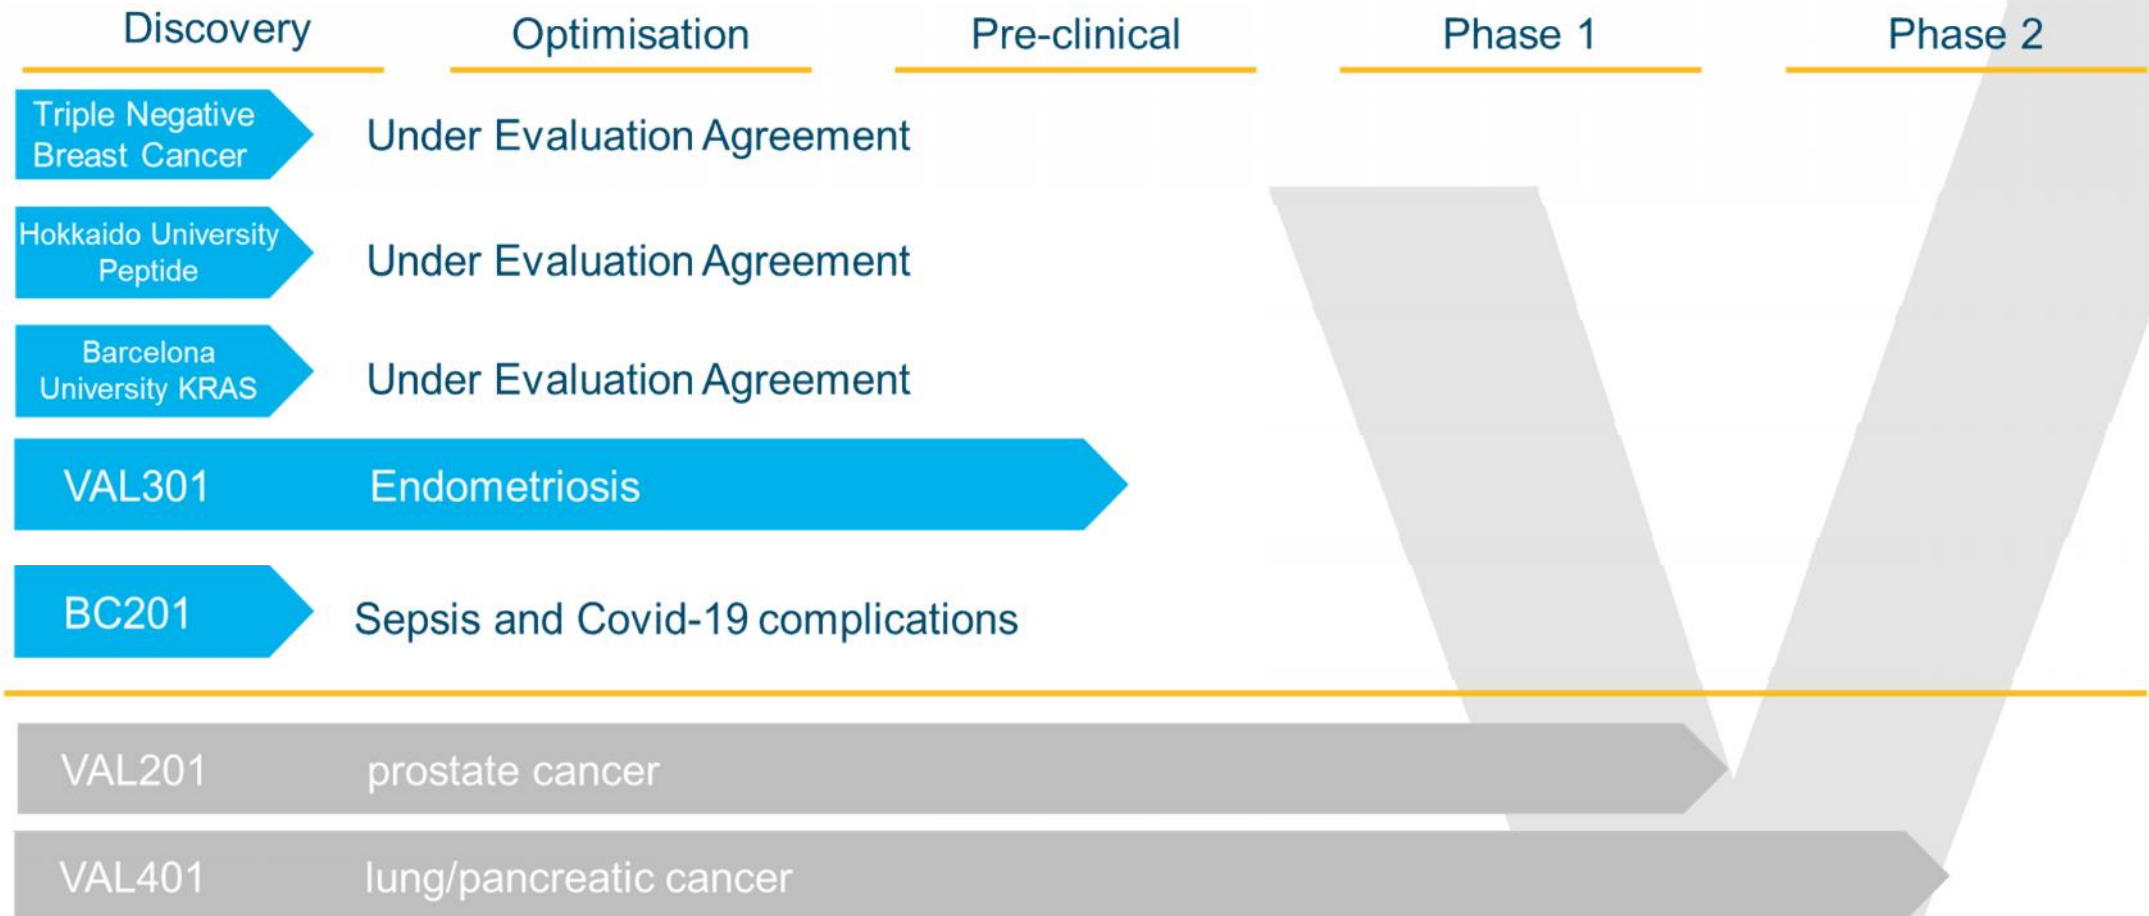 Discovery Optimisation Pre-clinical Phase 1 Phase 2
Triple Negative
Breast Cancer
Under Evaluation Agreement
Hokkaido University
Peptide
Under Evaluation Agreement
Barcelona
University KRAS
Under Evaluation Agreement
VAL301 Endometriosis
BC201 Sepsis and Covid-19 complications
VAL201 prostate cancer
VAL401 lung/pancreatic cancer